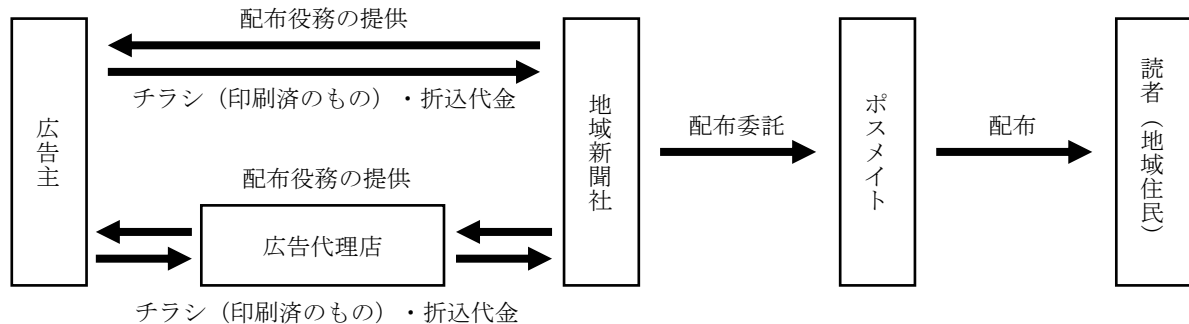 配布役務の提供
チラシ（印刷済のもの）・折込代金
広告主
配布役務の提供
広告代理店
チラシ（印刷済のもの）・折込代金
地域新聞社
配布委託
ポスメイト
配布
読者（地域住民）